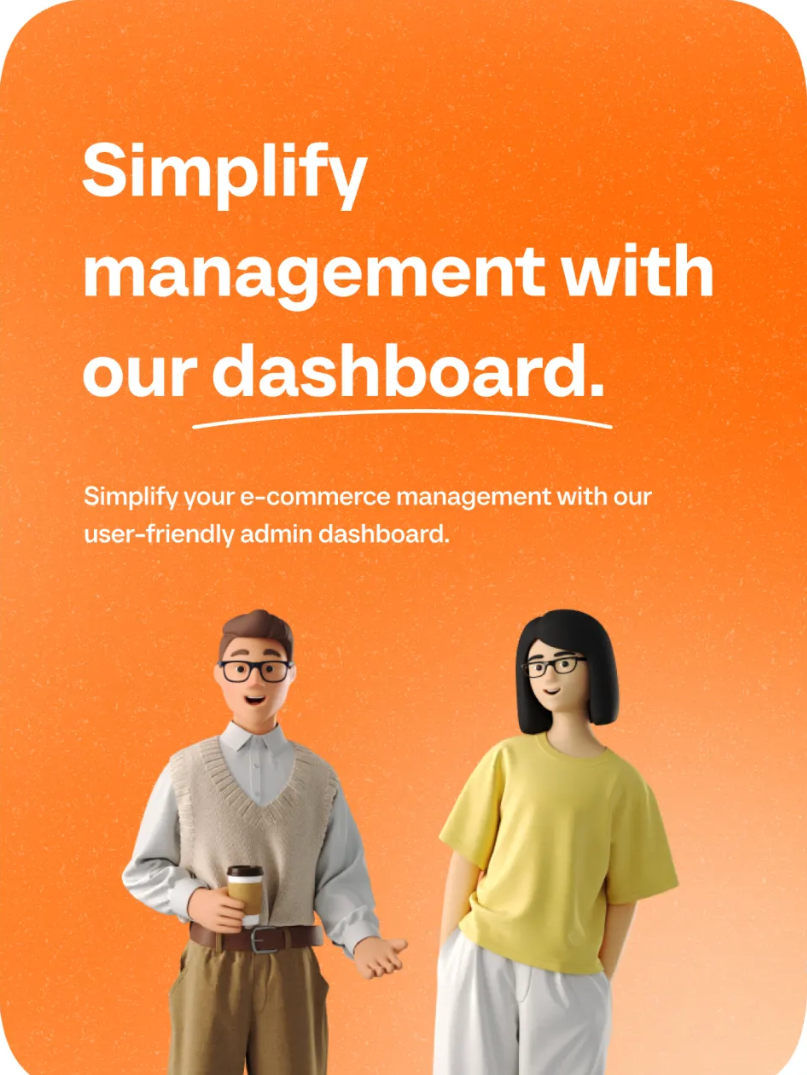 Simplify
management with
our dashboard.
Simplify your e-commerce management with our
user-friendly admin dashboard.